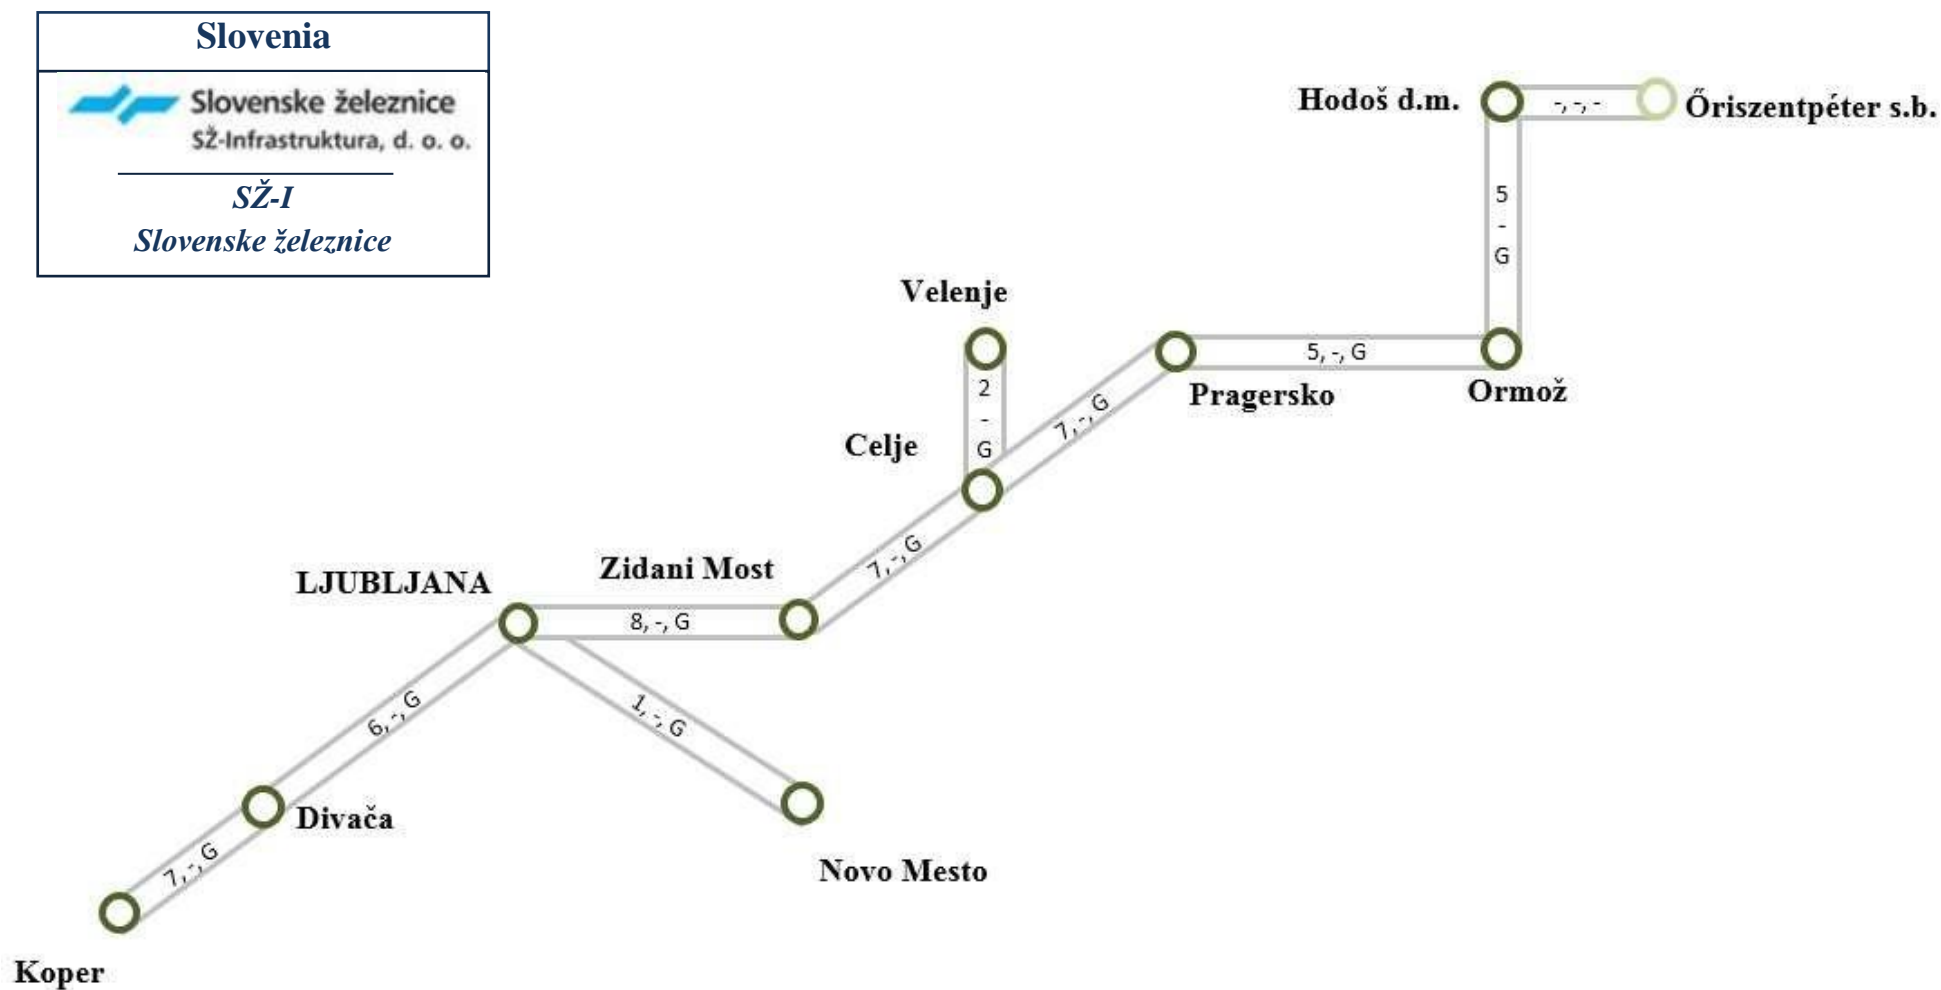 Slovenia
Slovenske železnice
SŽ-Infrastruktura, d. o. o.
SŽ-I
Slovenske železnice
Hodoš d.m.
-, -, -
Őriszentpéter s.b.
5
-
G
Velenje
2
-
G
5, -, G
Pragersko
Ormož
7, -, G
Celje
7, -, G
Zidani Most
LJUBLJANA
8, -, G
6, -, G
1, -, G
Divača
7, -, G
Novo Mesto
Koper